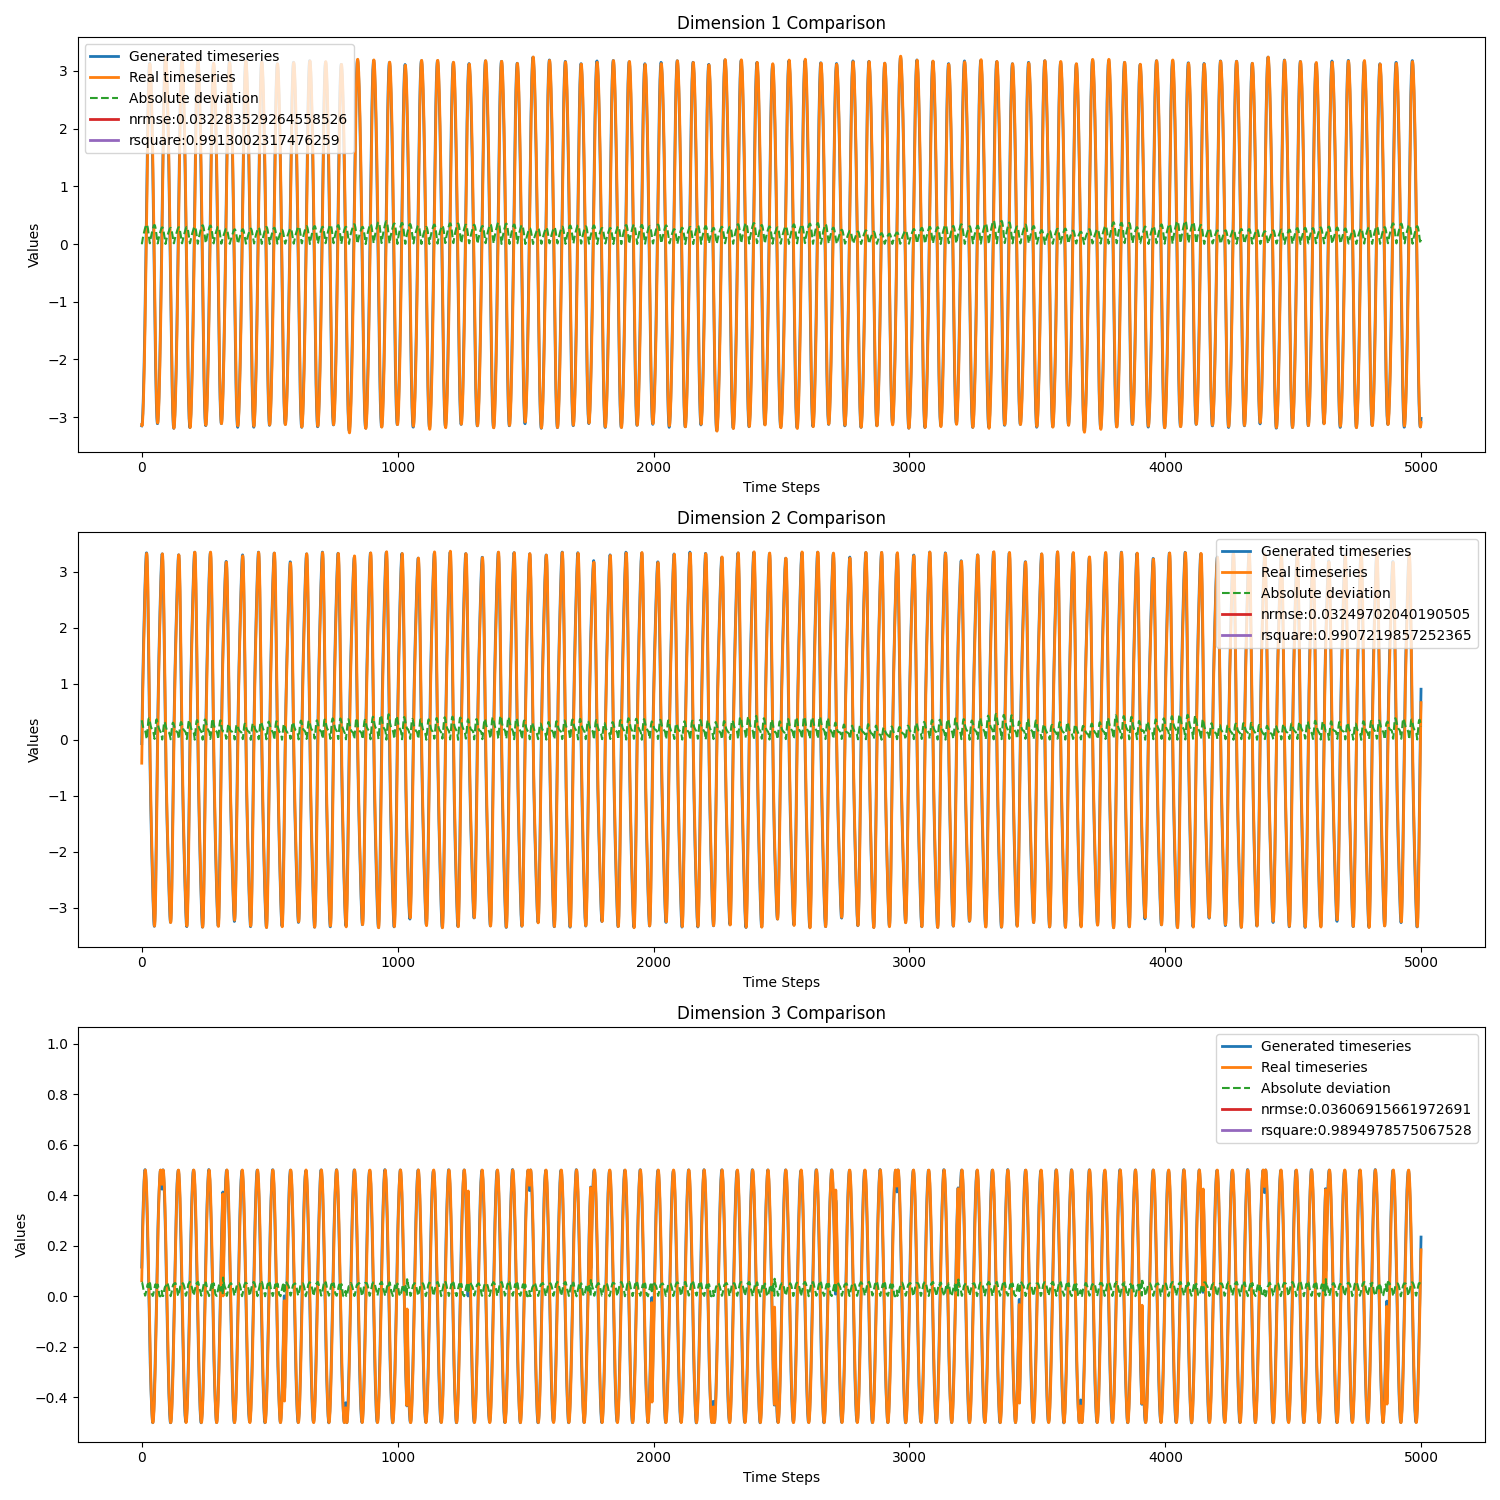 Dimension 1 Comparison
Generated timeseries
Real timeseries
Absolute deviation
nrmse:0.032283529264558526
rsquare:0.9913002317476259
3
2
1
0
−1
−2
−3
Values
0 1000 2000 3000 4000 5000
Time Steps
Dimension 2 Comparison
Generated timeseries
Real timeseries
Absolute deviation
nrmse:0.03249702040190505
rsquare:0.9907219857252365
3
2
1
0
−1
−2
−3
Values
0 1000 2000 3000 4000 5000
Time Steps
Dimension 3 Comparison
Generated timeseries
Real timeseries
Absolute deviation
nrmse:0.03606915661972691
rsquare:0.9894978575067528
1.0
0.8
0.6
0.4
0.2
0.0
−0.2
−0.4
Values
0 1000 2000 3000 4000 5000
Time Steps